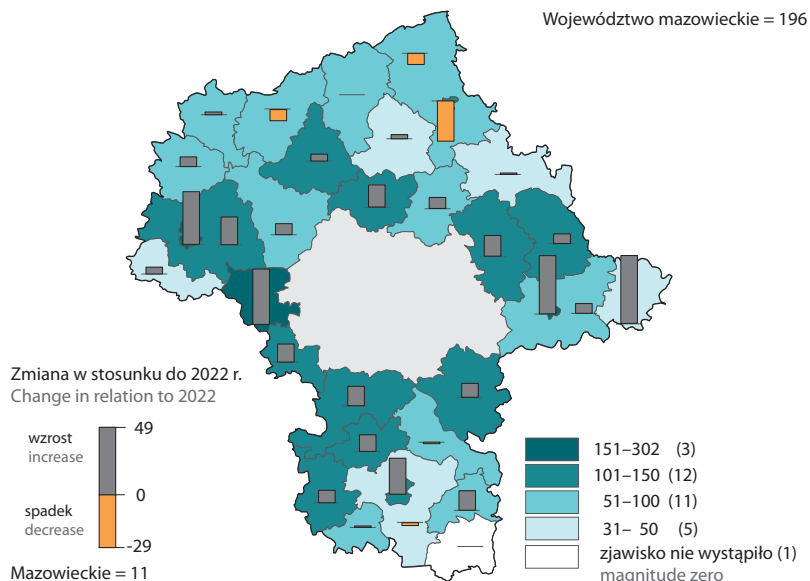 Województwo mazowieckie = 196
Zmiana w stosunku do 2022 r.
Change in relation to 2022
wzrost
increase
49
0
spadek
decrease
-29
Mazowieckie = 11
151–302 (3)
101–150 (12)
51–100 (11)
31– 50 (5)
zjawisko nie wystąpiło (1)
magnitude zero